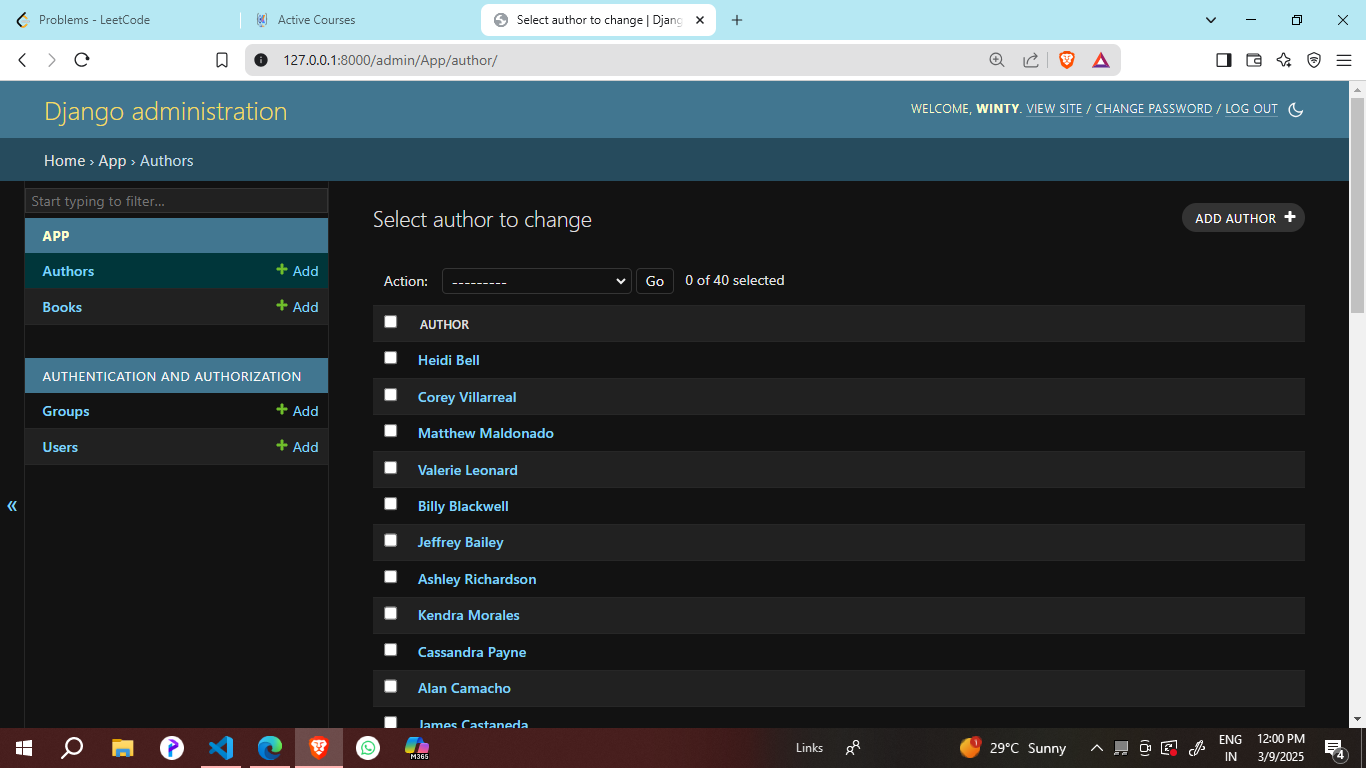 Problems - LeetCode
Active Courses
Select author to change | Djang
127.0.0.1:8000/admin/App/author/
Django administration
WELCOME, WINTY. VIEW SITE / CHANGE PASSWORD / LOG OUT
Home › App › Authors
Start typing to filter...
APP
Authors
Add
Books
Add
AUTHENTICATION AND AUTHORIZATION
Groups
Add
Users
Add
«
Select author to change
ADD AUTHOR
Action:
---------
Go
0 of 40 selected
AUTHOR
Heidi Bell
Corey Villarreal
Matthew Maldonado
Valerie Leonard
Billy Blackwell
Jeffrey Bailey
Ashley Richardson
Kendra Morales
Cassandra Payne
Alan Camacho
James Castaneda
M365
Links
1
29°C Sunny
ENG
IN
12:00 PM
3/9/2025
4